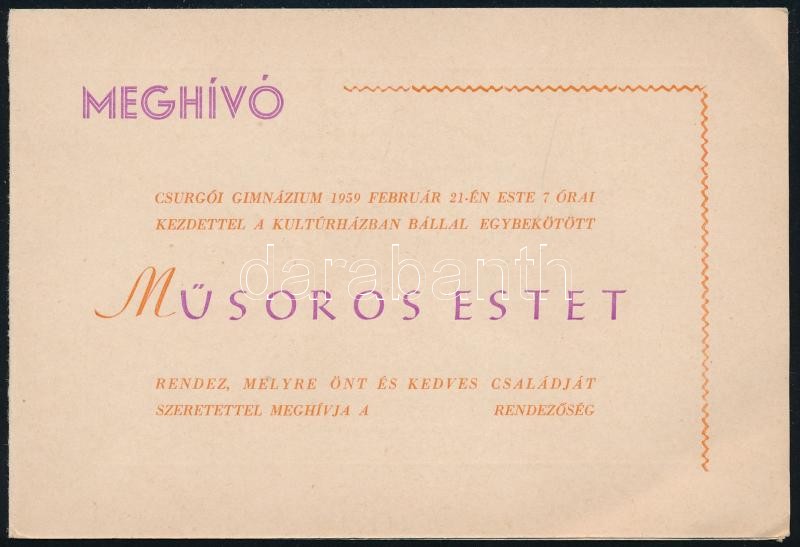 MEGHÍVÓ
CSURGÓI GIMNÁZIUM 1959 FEBRUÁR 21-ÉN ESTE 7 ÓRAI
KEZDETTEL A KULTÚRHÁZBAN BÁLLAL EGYBEKÖTÖTT
darabanth
MŰSOROS ESTET
RENDEZ, MELYRE ÖNT ÉS KEDVES CSALÁDJÁT
SZERETETTEL MEGHÍVJA A RENDEZŐSÉG